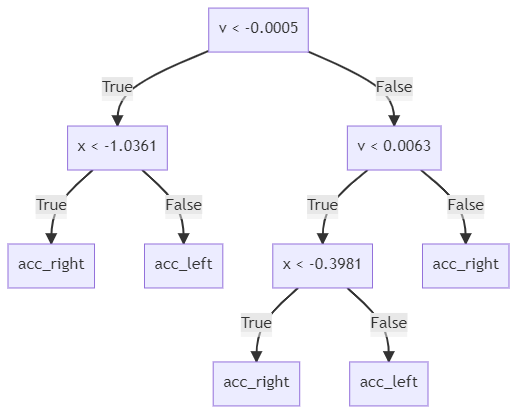 v < -0.0005
True
False
x < -1.0361
v < 0.0063
True
False
True
False
acc_right
acc_left
x < -0.3981
acc_right
True
False
acc_right
acc_left